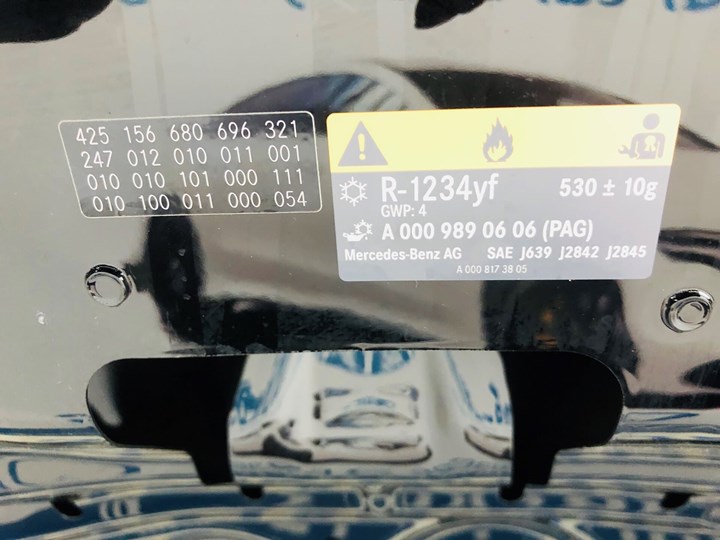 425 156 680 696 321
247 012 010 011 001
010 010 101 000 111
010 100 011 000 054
R-1234yf 530 ± 10g
GWP: 4
A 000 989 06 06 (PAG)
Mercedes-Benz AG SAE J639 J2842 J2845
A 000 817 38 05